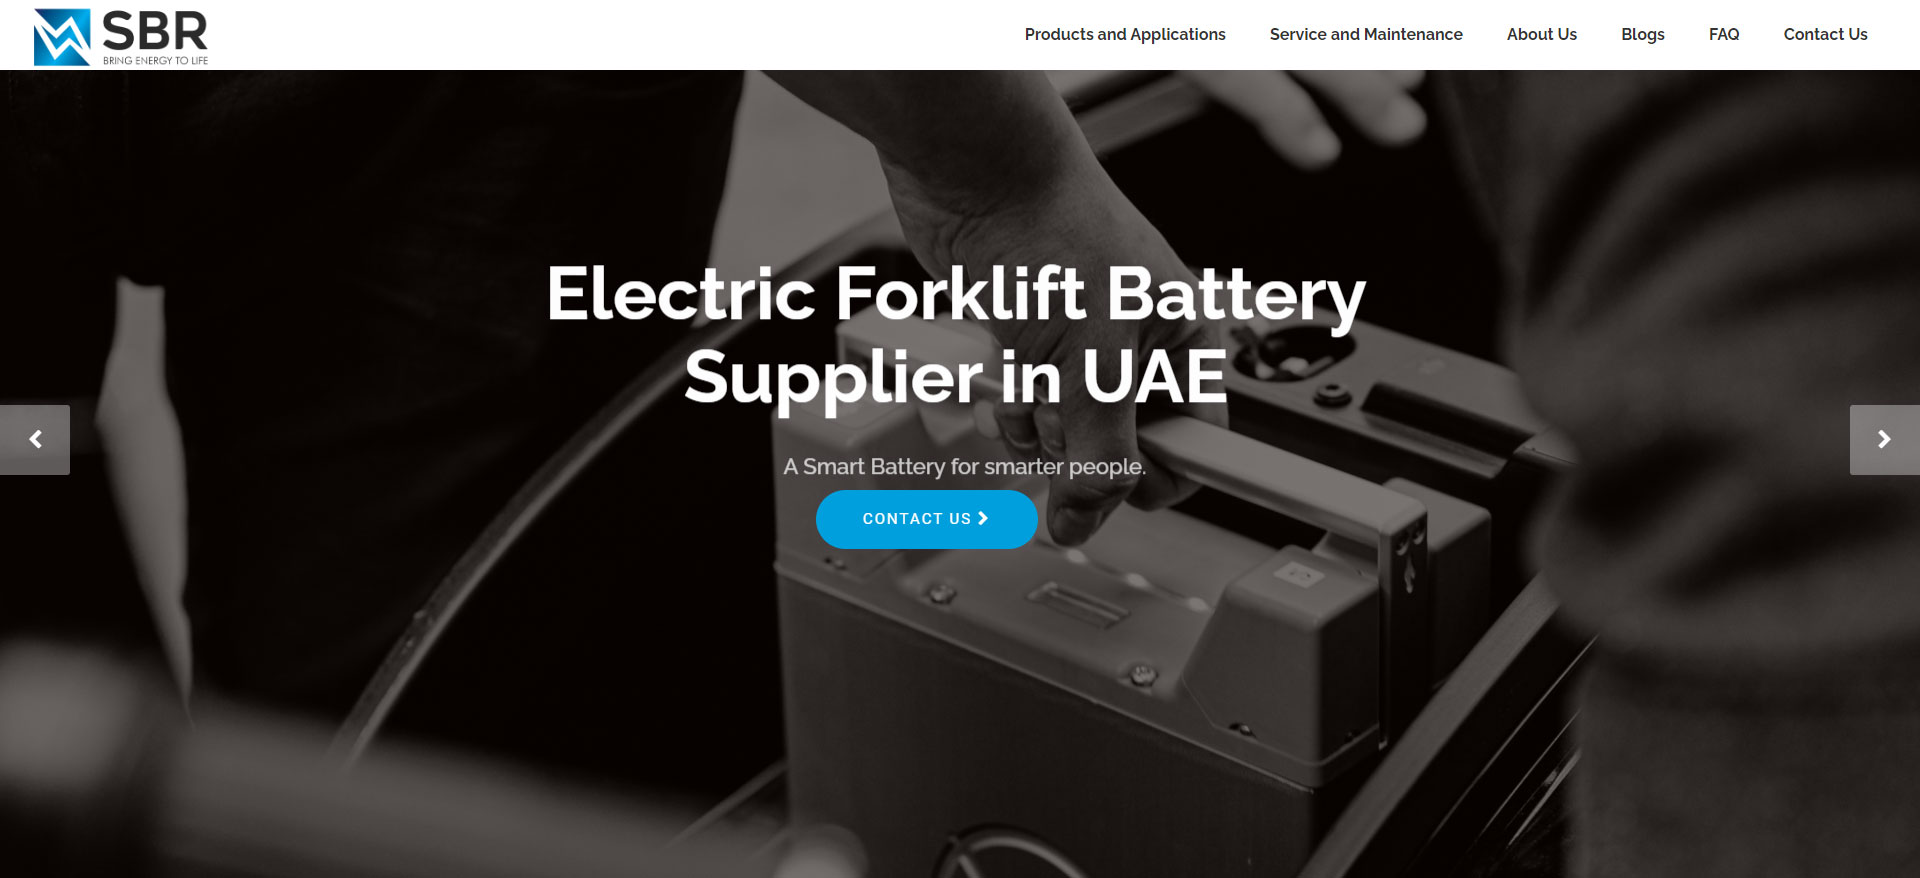 SBR
BRING ENERGY TO LIFE
Products and Applications
Service and Maintenance
About Us
Blogs
FAQ
Contact Us
Electric Forklift Battery
Supplier in UAE
A Smart Battery for smarter people.
CONTACT US